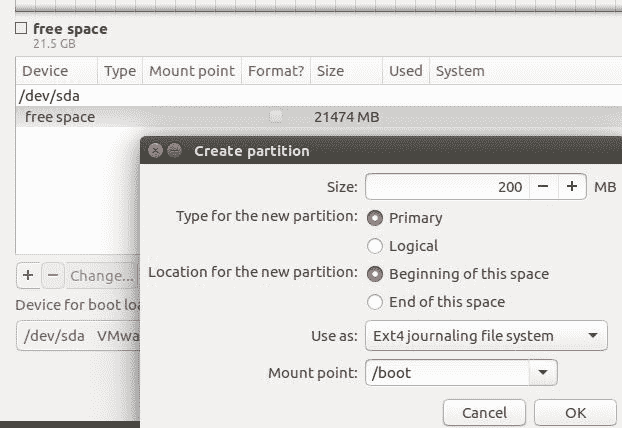 free space
21.5 GB
Device Type Mount point Format? Size Used System
/dev/sda
free space 21474 MB
Create partition
Size: 200 − + MB
Type for the new partition: Primary
Logical
Location for the new partition: Beginning of this space
End of this space
Use as: Ext4 journaling file system
Mount point: /boot
+ − Change...
Device for boot loa
/dev/sda VMwa
Cancel OK